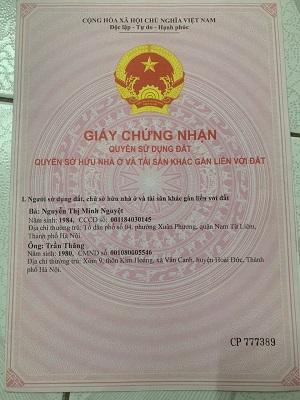 CỘNG HÒA XÃ HỘI CHỦ NGHĨA VIỆT NAM
Độc lập - Tự do - Hạnh phúc
GIẤY CHỨNG NHẬN
QUYỀN SỬ DỤNG ĐẤT
QUYỀN SỞ HỮU NHÀ Ở VÀ TÀI SẢN KHÁC GẮN LIỀN VỚI ĐẤT
I. Người sử dụng đất, chủ sở hữu nhà ở và tài sản khác gắn liền với đất
Bà: Nguyễn Thị Minh Nguyệt
Năm sinh: 1984, CCCD số: 001184030145
Địa chỉ thường trú: Tổ dân phố số 04, phường Xuân Phương, quận Nam Từ Liêm,
Thành phố Hà Nội.
Ông: Trần Thăng
Năm sinh: 1980, CMND số: 001080005546
Địa chỉ thường trú: Xóm 9, thôn Kim Hoàng, xã Vân Canh, huyện Hoài Đức, Thành
phố Hà Nội.
CP 777389